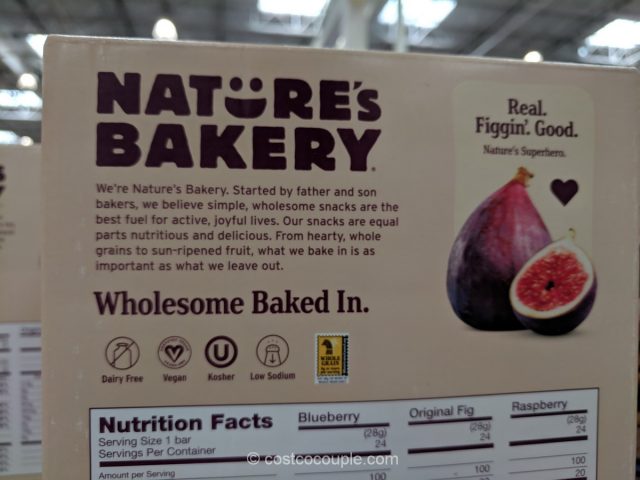 NATURE'S
BAKERY.
We're Nature's Bakery. Started by father and son
bakers, we believe simple, wholesome snacks are the
best fuel for active, joyful lives. Our snacks are equal
parts nutritious and delicious. From hearty, whole
grains to sun-ripened fruit, what we bake in is as
important as what we leave out.
Wholesome Baked In.
Dairy Free
Vegan
U
Kosher
Low Sodium
WHOLE
GRAIN
Real.
Figgin'. Good.
Nature's Superhero.
Nutrition Facts
Serving Size 1 bar
Servings Per Container
Amount per Serving
Blueberry
(28g)
24
100
Original Fig
(28g)
24
100
Raspberry
(28g)
24
100
20
© costcocouple.com